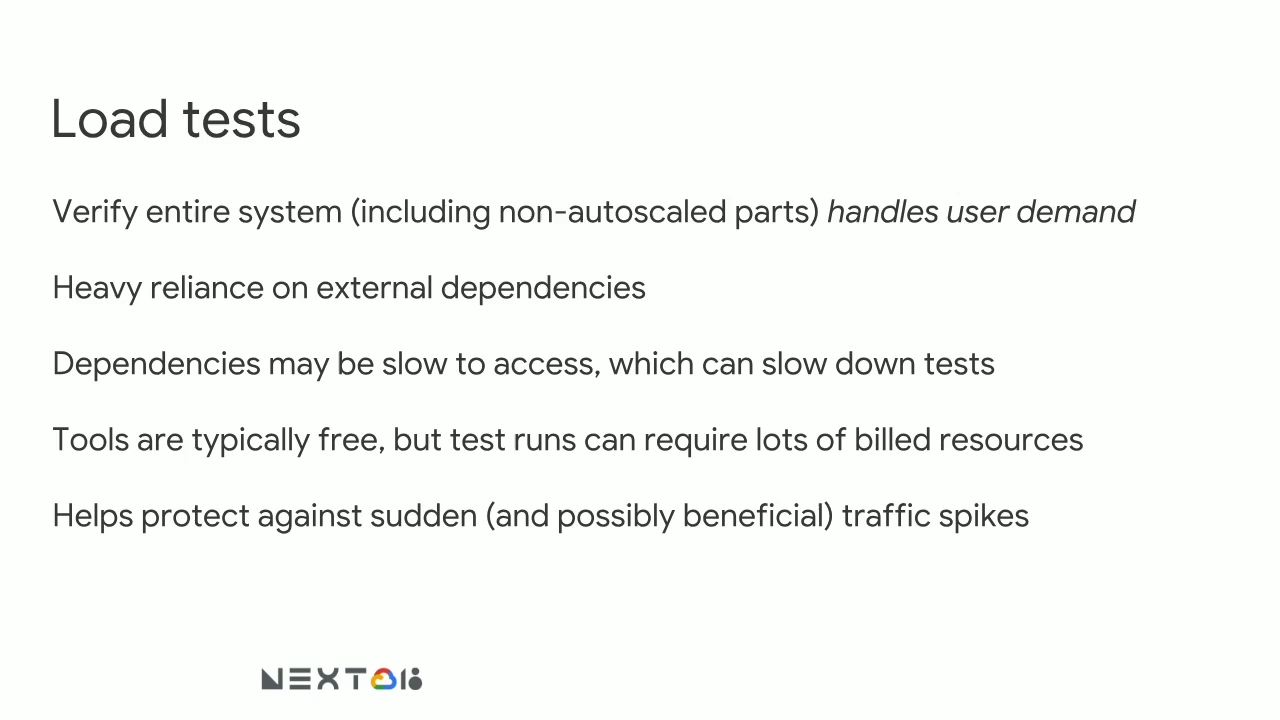 Load tests
Verify entire system (including non-autoscaled parts) handles user demand
Heavy reliance on external dependencies
Dependencies may be slow to access, which can slow down tests
Tools are typically free, but test runs can require lots of billed resources
Helps protect against sudden (and possibly beneficial) traffic spikes
NEXT 18